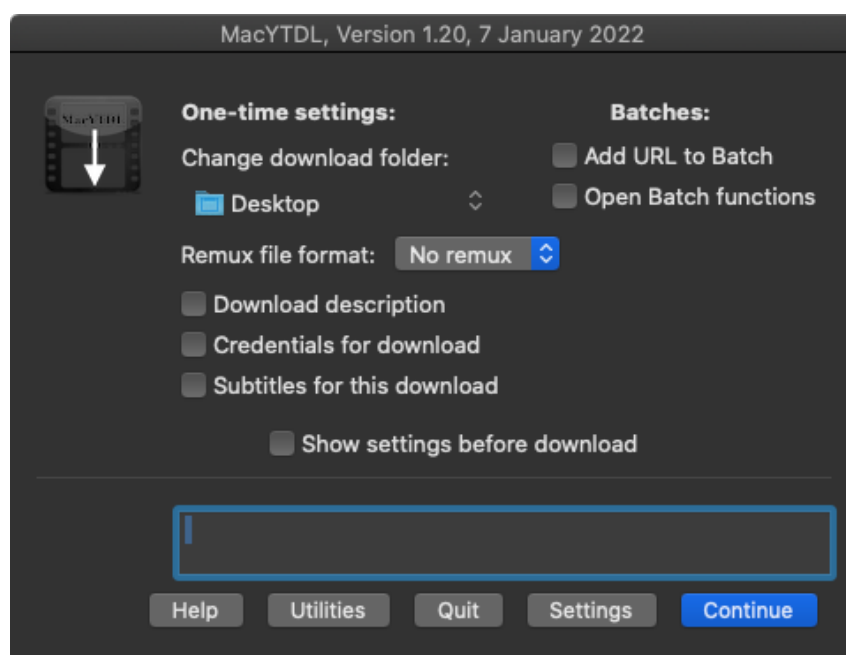 MacYTDL, Version 1.20, 7 January 2022
MacYTDL
One-time settings:
Batches:
Change download folder:
Add URL to Batch
Desktop
Open Batch functions
Remux file format: No remux
Download description
Credentials for download
Subtitles for this download
Show settings before download
Help Utilities Quit Settings Continue